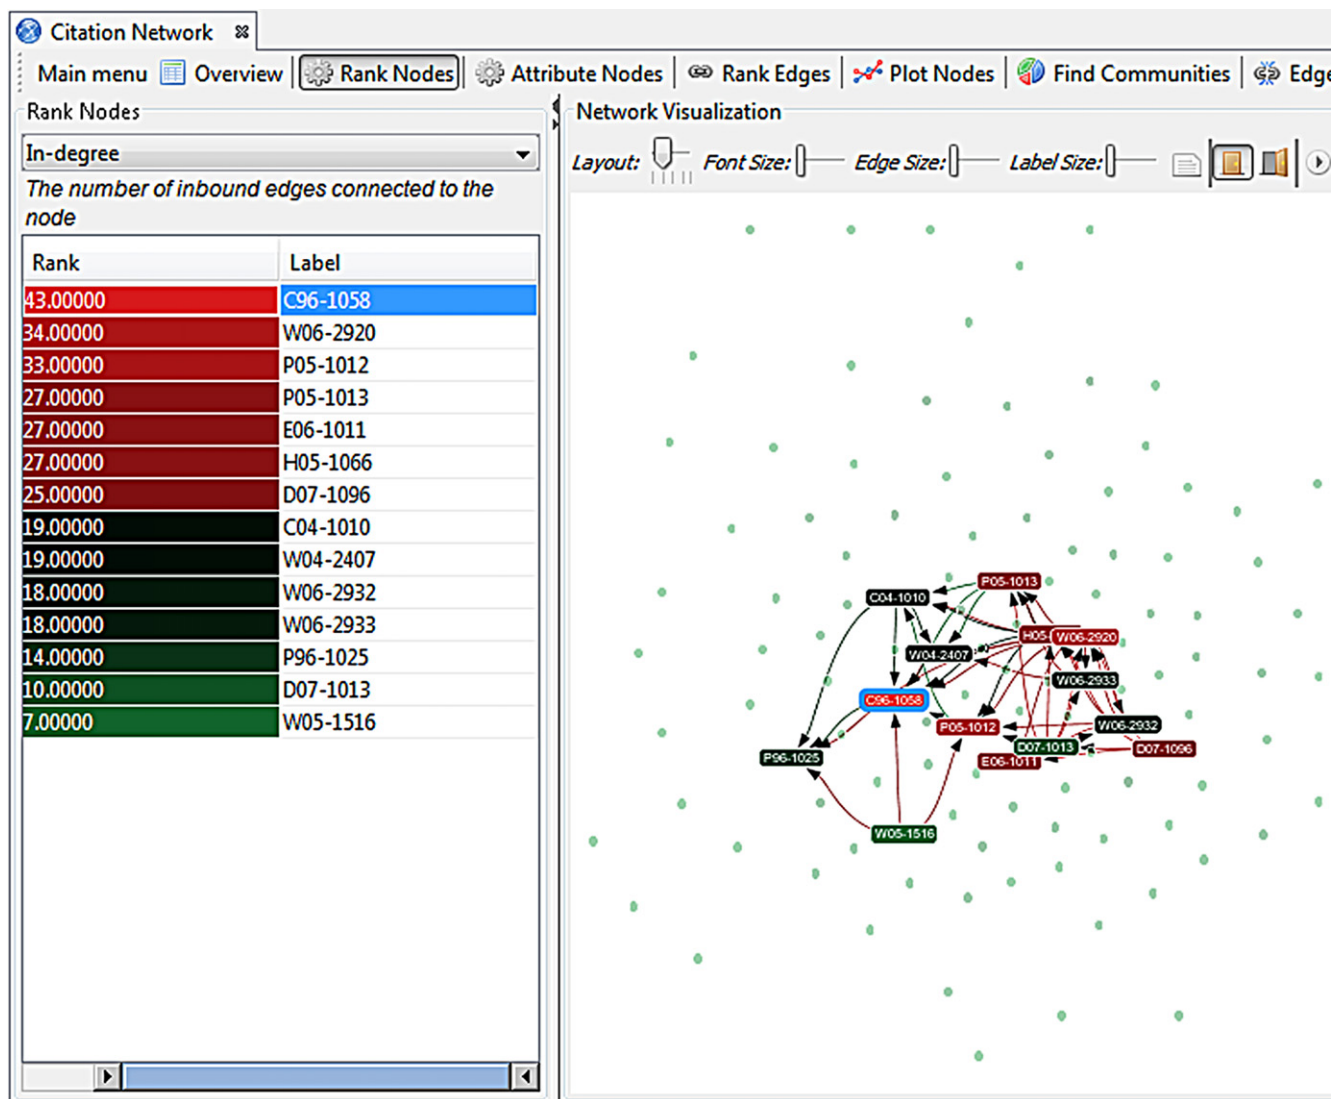 Citation Network
Main menu Overview Rank Nodes Attribute Nodes Rank Edges Plot Nodes Find Communities Edge
Rank Nodes
In-degree
The number of inbound edges connected to the
node
Rank Label
43.00000 C96-1058
34.00000 W06-2920
33.00000 P05-1012
27.00000 P05-1013
27.00000 E06-1011
27.00000 H05-1066
25.00000 D07-1096
19.00000 C04-1010
19.00000 W04-2407
18.00000 W06-2932
18.00000 W06-2933
14.00000 P96-1025
10.00000 D07-1013
7.00000 W05-1516
Network Visualization
Layout: Font Size: Edge Size: Label Size:
P05-1013
C04-1010
H05- W06-2920
W04-2407
W06-2933
C96-1058
P05-1012 W06-2932
D07-1013 D07-1096
P96-1025 E06-1011
W05-1516